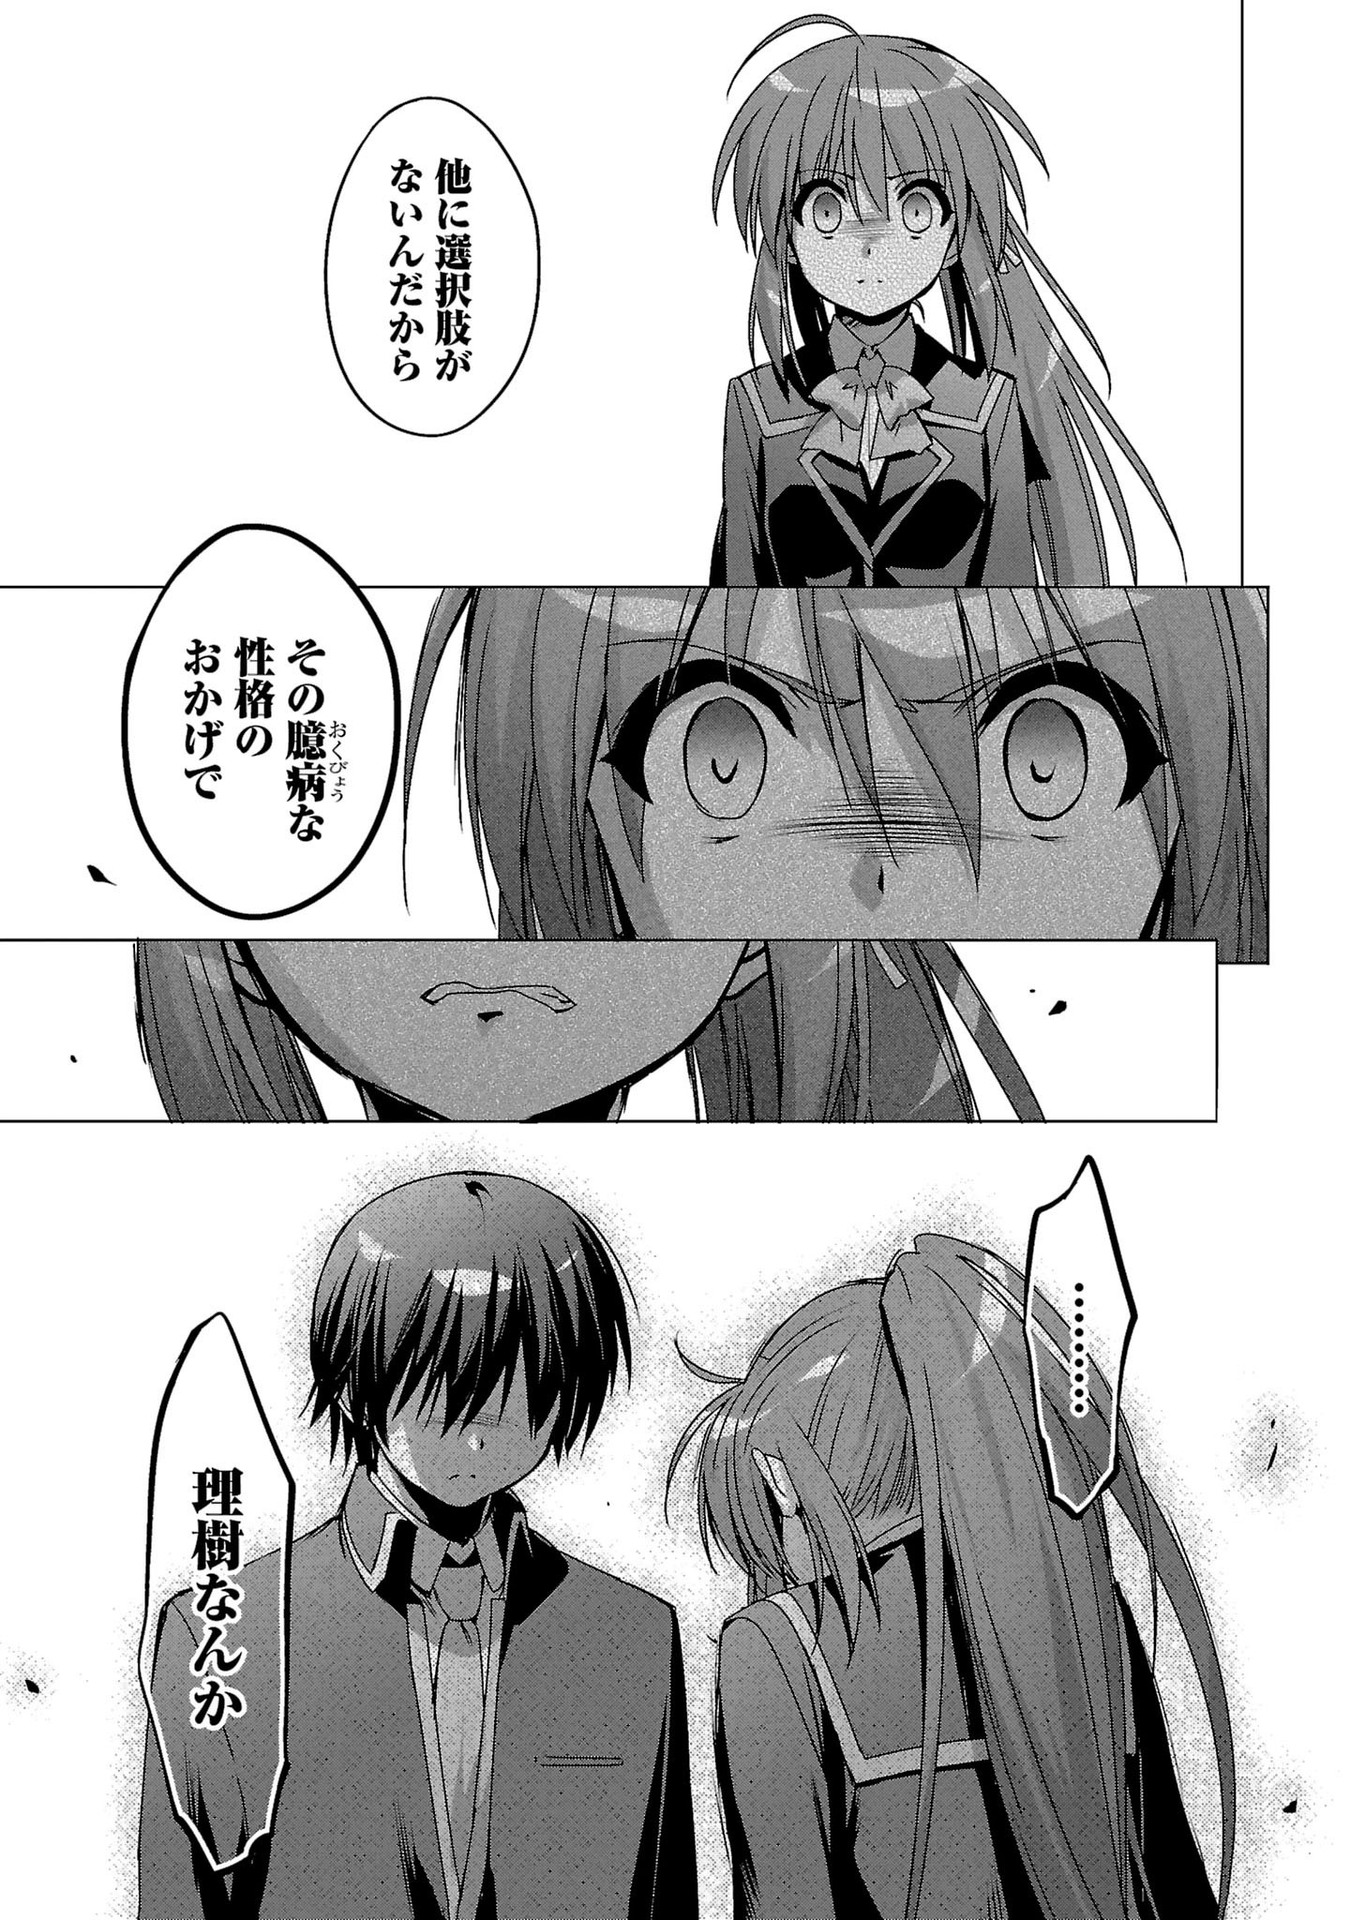 他に選択肢が
ないんだから
その臆病な
おくびょう
性格の
おかげで
………
理樹なんか